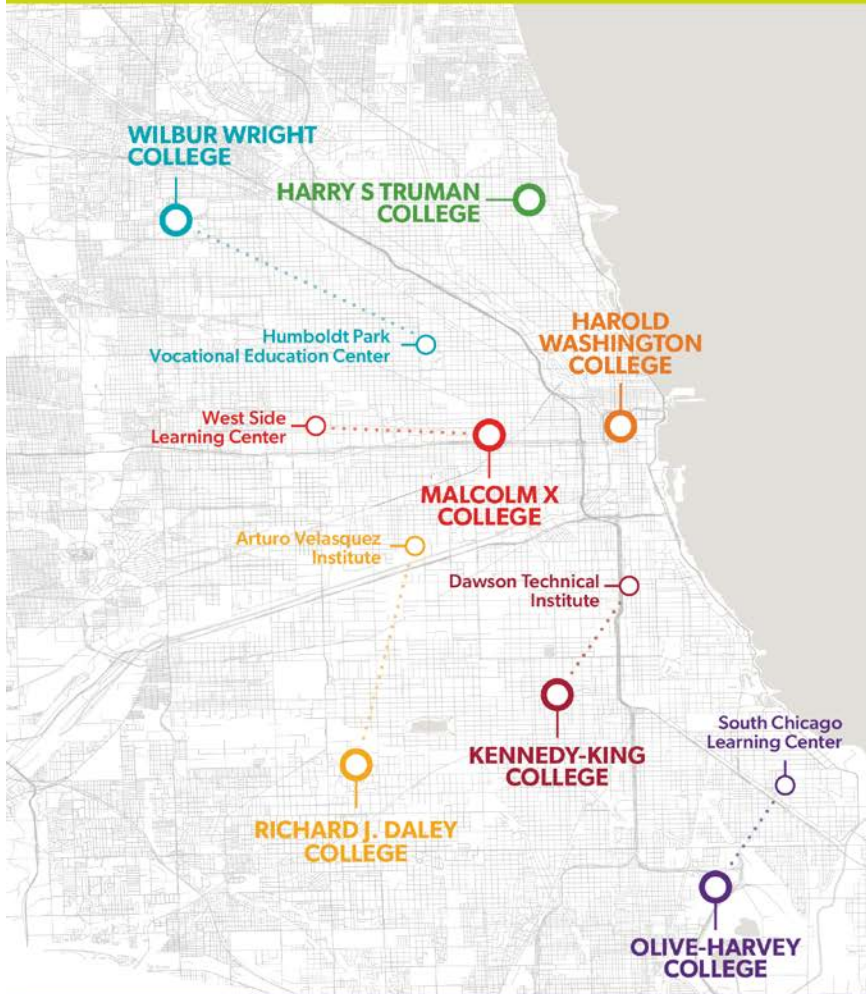 WILBUR WRIGHT
COLLEGE
HARRY S TRUMAN
COLLEGE
Humboldt Park
Vocational Education Center
HAROLD
WASHINGTON
COLLEGE
West Side
Learning Center
MALCOLM X
COLLEGE
Arturo Velasquez
Institute
Dawson Technical
Institute
KENNEDY-KING
COLLEGE
South Chicago
Learning Center
RICHARD J. DALEY
COLLEGE
OLIVE-HARVEY
COLLEGE